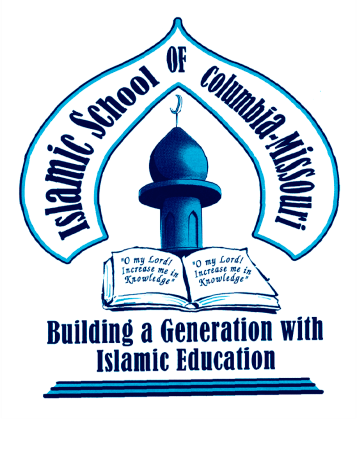 Islamic School OF Columbia-Missouri
"O my Lord!
Increase me in
Knowledge"
"O my Lord!
Increase me in
Knowledge"
Building a Generation with
Islamic Education